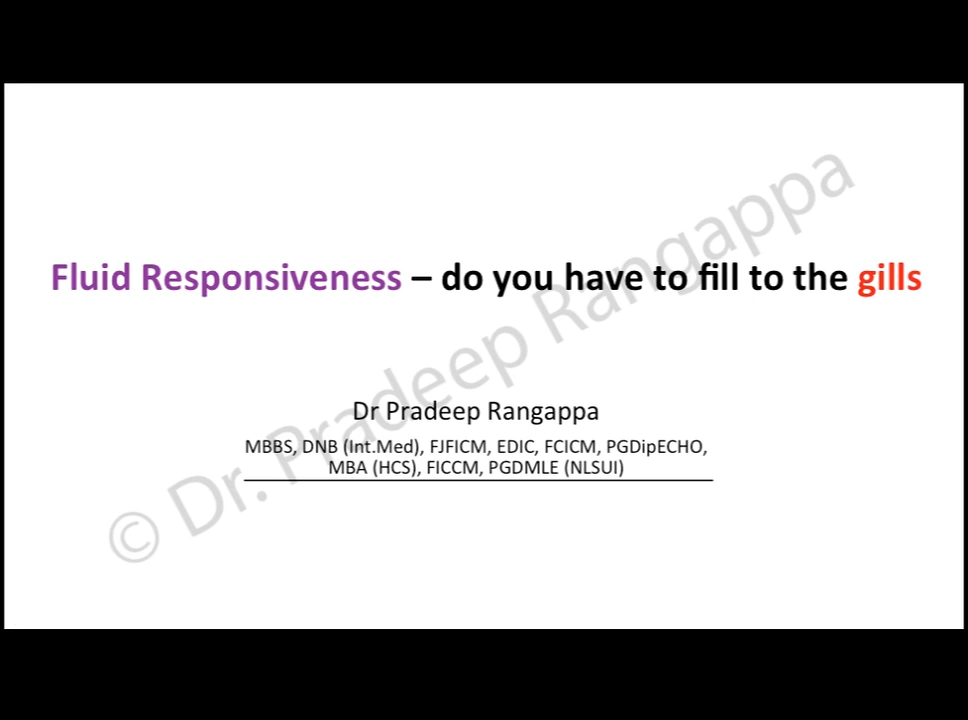 Fluid Responsiveness – do you have to fill to the gills
Dr Pradeep Rangappa
MBBS, DNB (Int.Med), FJFICM, EDIC, FCICM, PGDipECHO,
MBA (HCS), FICCM, PGDMLE (NLSUI)
© Dr. Pradeep Rangappa